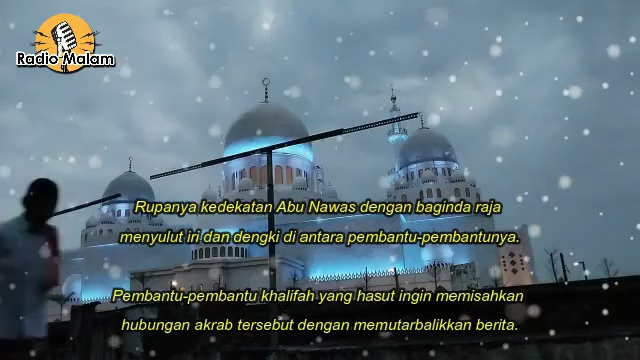 Radio Malam
Rupanya kedekatan Abu Nawas dengan baginda raja
menyulut iri dan dengki di antara pembantu-pembantunya.
Pembantu-pembantu khalifah yang hasut ingin memisahkan
hubungan akrab tersebut dengan memutarbalikkan berita.